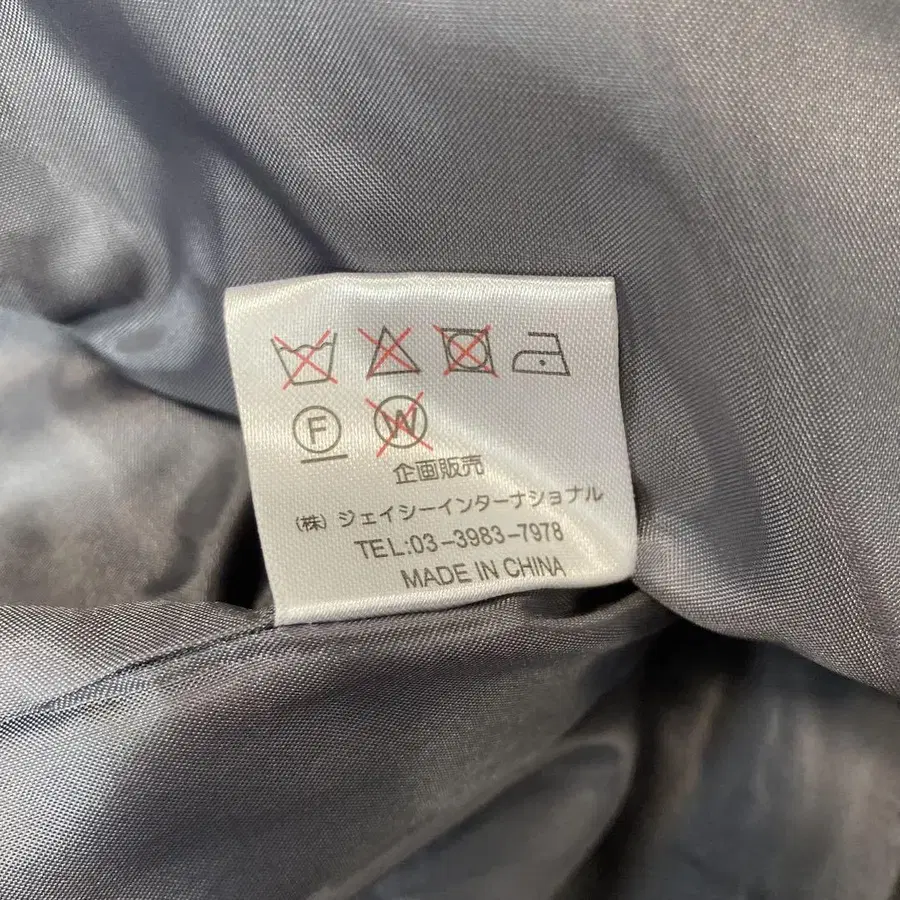 F W
企画販売
(株) ジェイシーインターナショナル
TEL:03-3983-7978
MADE IN CHINA